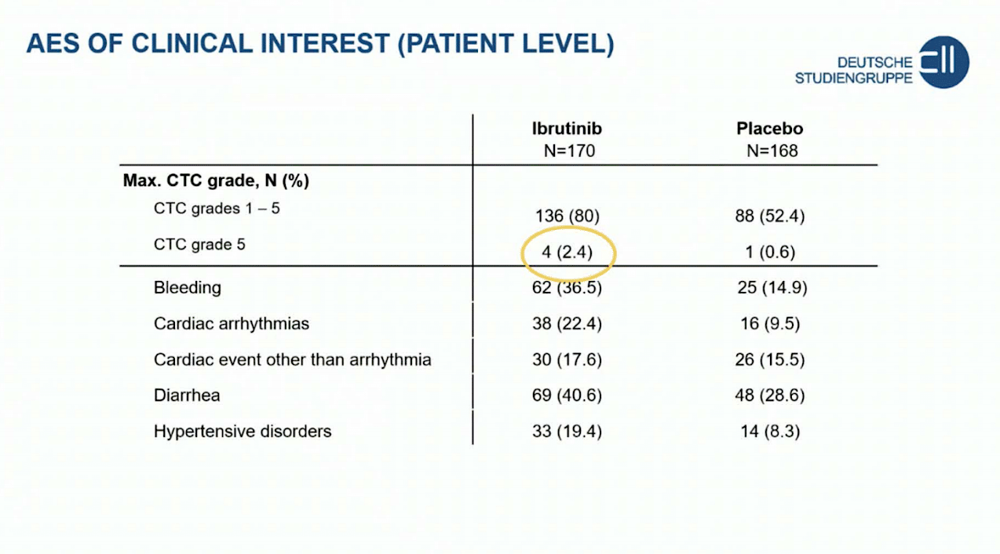 AES OF CLINICAL INTEREST (PATIENT LEVEL)
DEUTSCHE
STUDIENGRUPPE
CLL
Ibrutinib Placebo
N=170 N=168
Max. CTC grade, N (%)
CTC grades 1 – 5 136 (80) 88 (52.4)
CTC grade 5 4 (2.4) 1 (0.6)
Bleeding 62 (36.5) 25 (14.9)
Cardiac arrhythmias 38 (22.4) 16 (9.5)
Cardiac event other than arrhythmia 30 (17.6) 26 (15.5)
Diarrhea 69 (40.6) 48 (28.6)
Hypertensive disorders 33 (19.4) 14 (8.3)